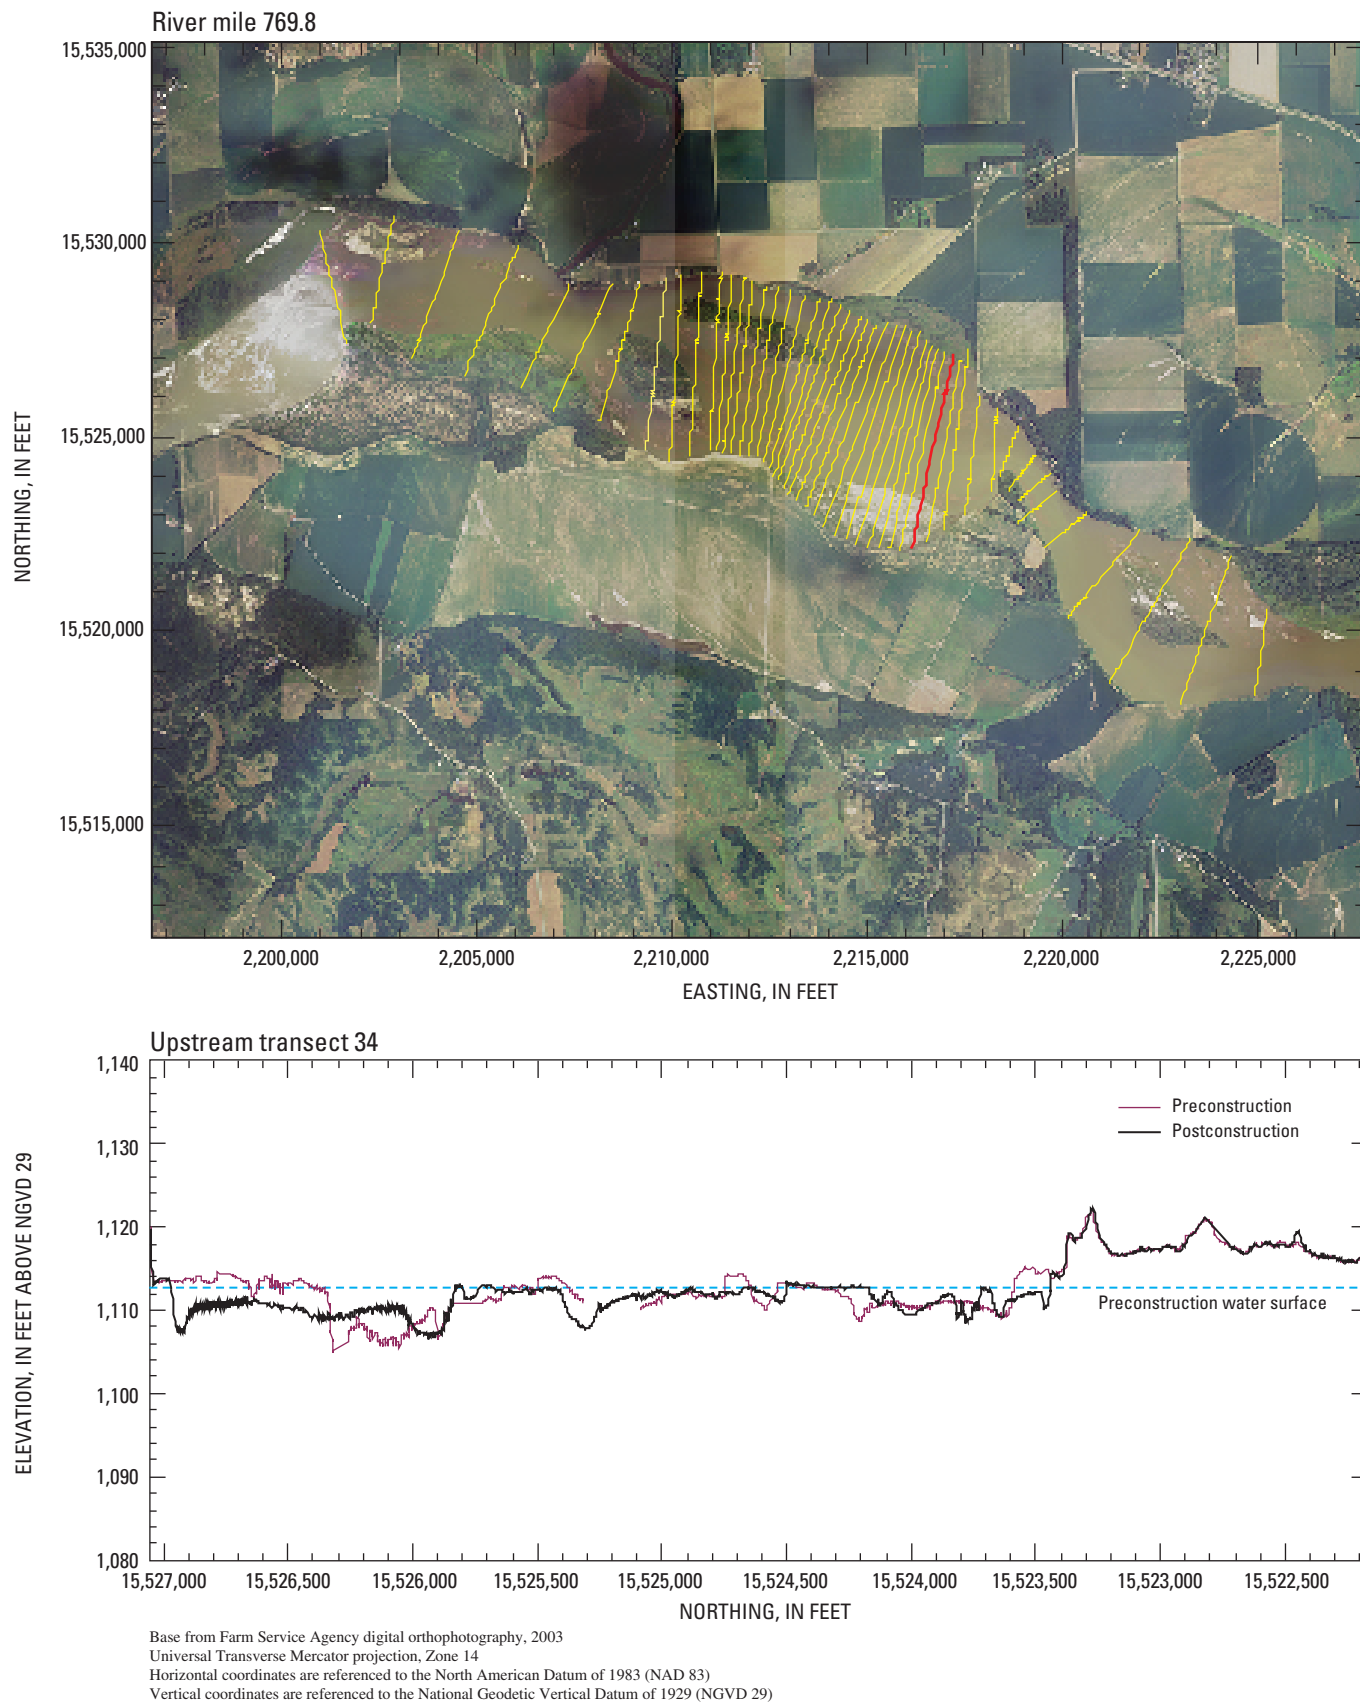 River mile 769.8
15,535,000
15,530,000
15,525,000
15,520,000
15,515,000
NORTHING, IN FEET
2,200,000 2,205,000 2,210,000 2,215,000 2,220,000 2,225,000
EASTING, IN FEET
Upstream transect 34
1,140
1,130
1,120
1,110
1,100
1,090
1,080
ELEVATION, IN FEET ABOVE NGVD 29
Preconstruction
Postconstruction
Preconstruction water surface
15,527,000 15,526,500 15,526,000 15,525,500 15,525,000 15,524,500 15,524,000 15,523,500 15,523,000 15,522,500
NORTHING, IN FEET
Base from Farm Service Agency digital orthophotography, 2003
Universal Transverse Mercator projection, Zone 14
Horizontal coordinates are referenced to the North American Datum of 1983 (NAD 83)
Vertical coordinates are referenced to the National Geodetic Vertical Datum of 1929 (NGVD 29)